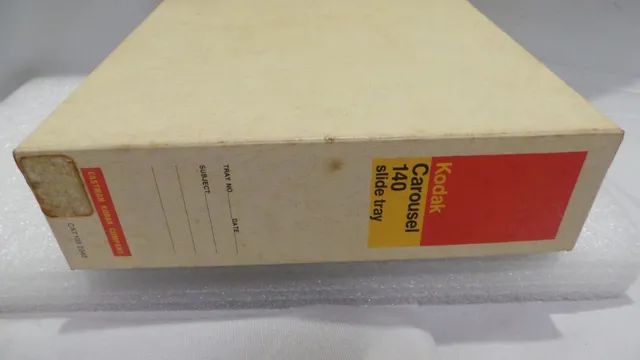 Kodak
Carousel
140
slide tray
TRAY NO. DATE
SUBJECT
EASTMAN KODAK COMPANY